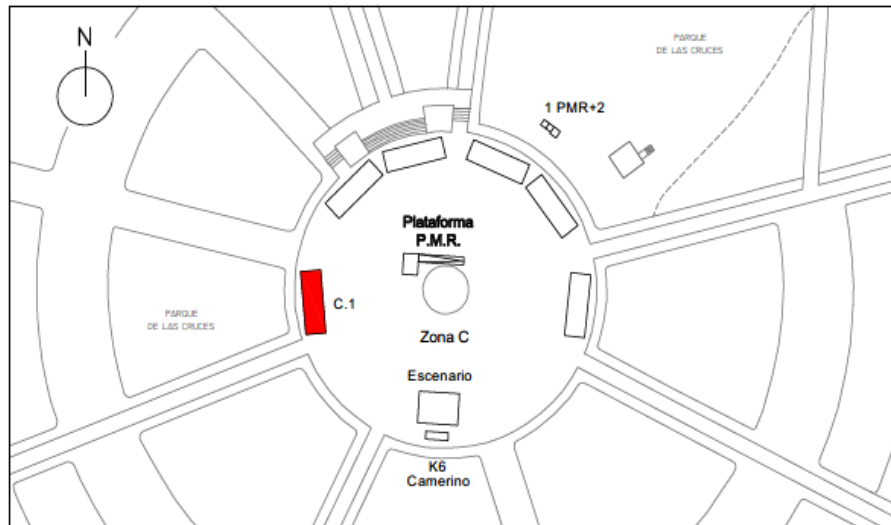 N
PARQUE
DE LAS CRUCES
1 PMR+2
Plataforma
P.M.R.
C.1
PARQUE
DE LAS CRUCES
Zona C
Escenario
K6
Camerino